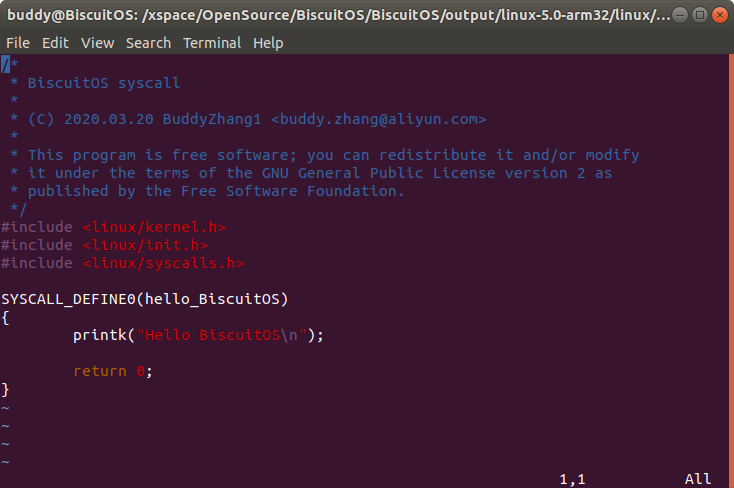 buddy@BiscuitOS: /xspace/OpenSource/BiscuitOS/BiscuitOS/output/linux-5.0-arm32/linux/...
File Edit View Search Terminal Help
/*
 * BiscuitOS syscall
 *
 * (C) 2020.03.20 BuddyZhang1 <buddy.zhang@aliyun.com>
 *
 * This program is free software; you can redistribute it and/or modify
 * it under the terms of the GNU General Public License version 2 as
 * published by the Free Software Foundation.
 */
#include <linux/kernel.h>
#include <linux/init.h>
#include <linux/syscalls.h>

SYSCALL_DEFINE0(hello_BiscuitOS)
{
        printk("Hello BiscuitOS\n");

        return 0;
}
~
~
~
~
1,1 All